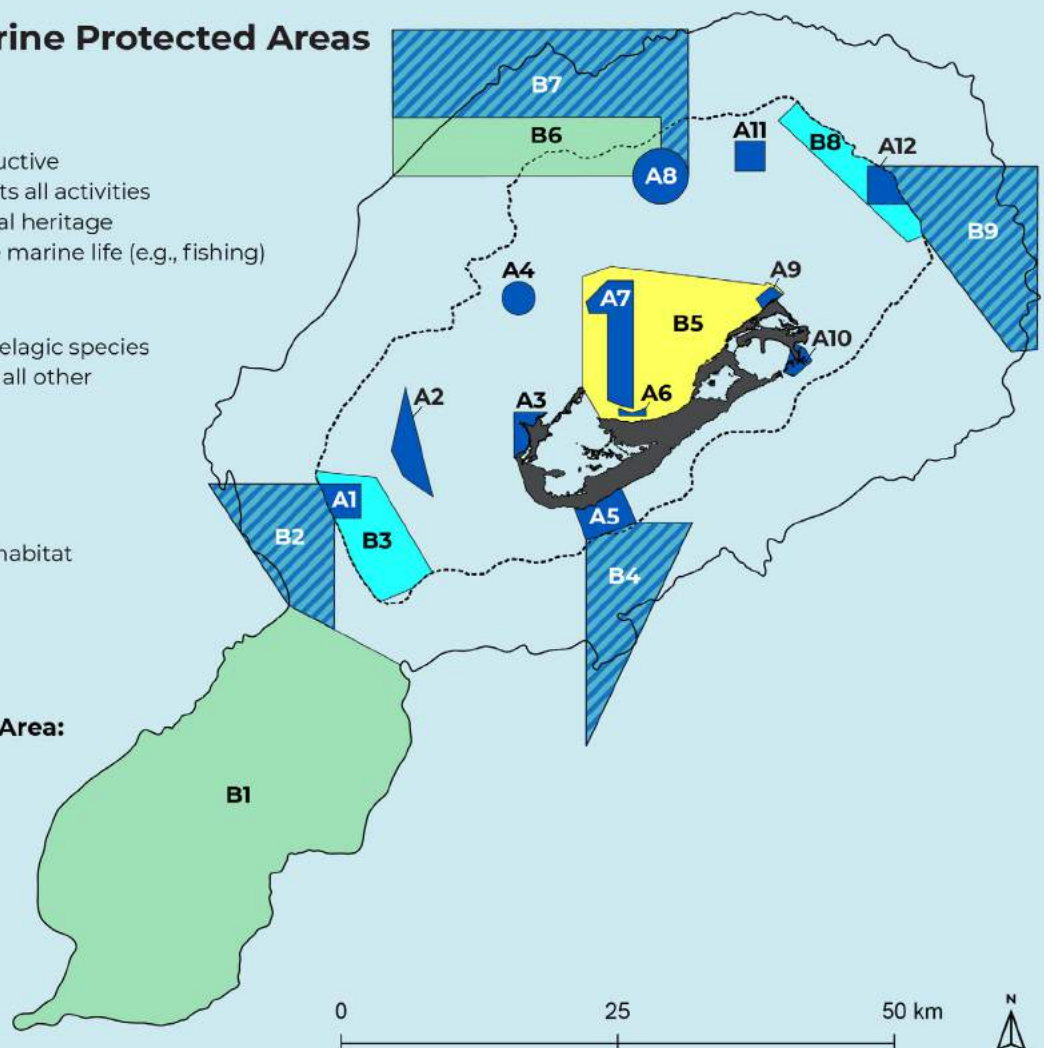 rine Protected Areas
uctive
ts all activities
al heritage
marine life (e.g., fishing)
elagic species
all other
habitat
Area:
B7
B6
A11
B8
A12
A8
B9
A4
A9
A7
B5
A10
A2
A3
A6
A1
A5
B2
B3
B4
B1
0 25 50 km
N